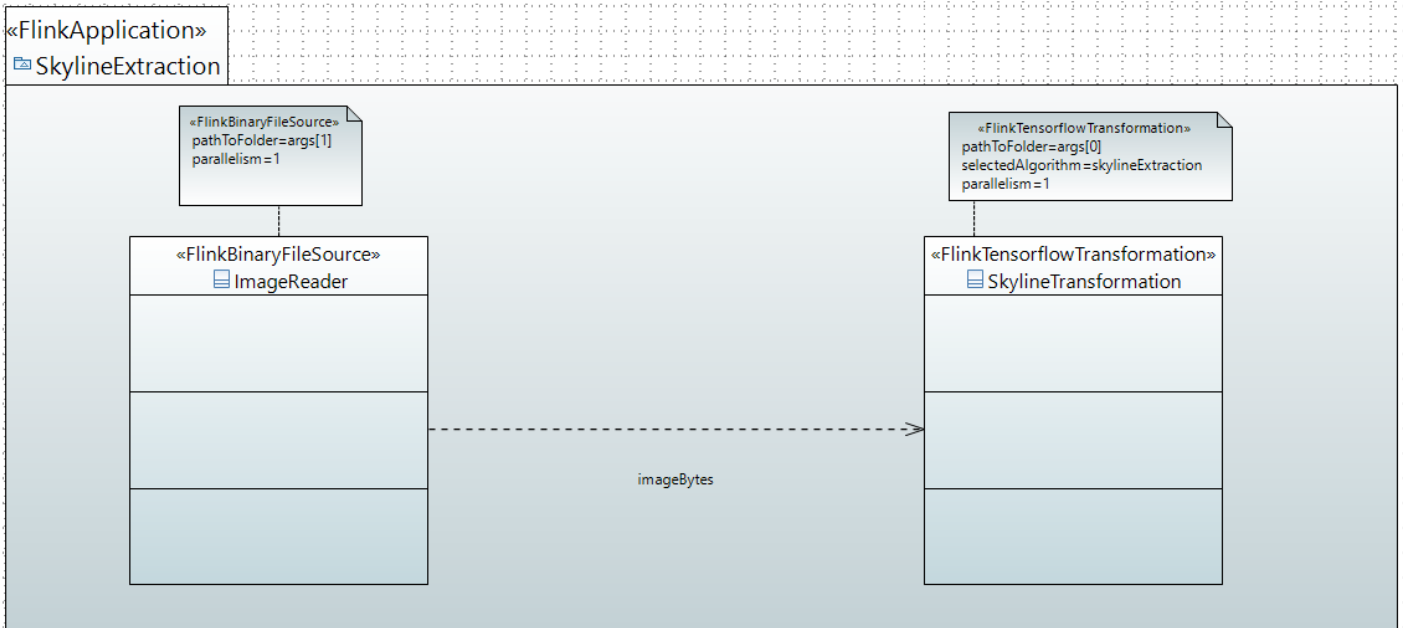 «FlinkApplication»
SkylineExtraction
«FlinkBinaryFileSource»
pathToFolder=args[1]
parallelism=1
«FlinkTensorflowTransformation»
pathToFolder=args[0]
selectedAlgorithm=skylineExtraction
parallelism=1
«FlinkBinaryFileSource»
ImageReader
«FlinkTensorflowTransformation»
SkylineTransformation
imageBytes